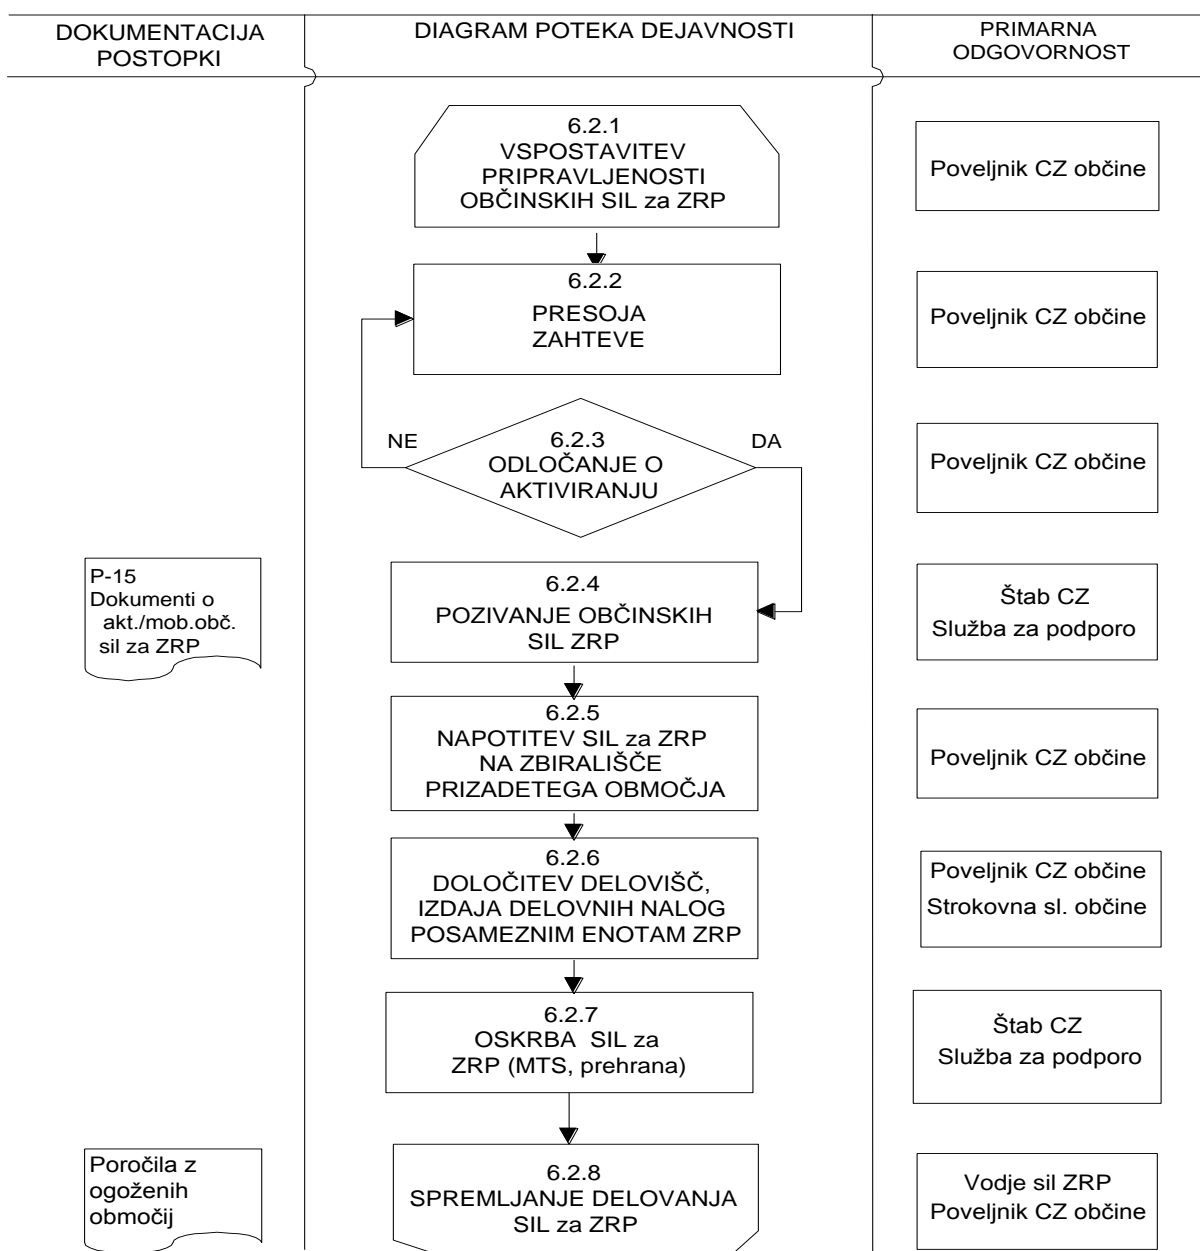 DOKUMENTACIJA
POSTOPKI
DIAGRAM POTEKA DEJAVNOSTI
PRIMARNA
ODGOVORNOST
6.2.1
VSPOSTAVITEV
PRIPRAVLJENOSTI
OBČINSKIH SIL za ZRP
Poveljnik CZ občine
6.2.2
PRESOJA
ZAHTEVE
Poveljnik CZ občine
NE
6.2.3
ODLOČANJE O
AKTIVIRANJU
DA
Poveljnik CZ občine
P-15
Dokumenti o
akt./mob.obč.
sil za ZRP
6.2.4
POZIVANJE OBČINSKIH
SIL ZRP
Štab CZ
Služba za podporo
6.2.5
NAPOTITEV SIL za ZRP
NA ZBIRALIŠČE
PRIZADETEGA OBMOČJA
Poveljnik CZ občine
6.2.6
DOLOČITEV DELOVIŠČ,
IZDAJA DELOVNIH NALOG
POSAMEZNIM ENOTAM ZRP
Poveljnik CZ občine
Strokovna sl. občine
6.2.7
OSKRBA SIL za
ZRP (MTS, prehrana)
Štab CZ
Služba za podporo
Poročila z
ogoženih
območij
6.2.8
SPREMLJANJE DELOVANJA
SIL za ZRP
Vodje sil ZRP
Poveljnik CZ občine